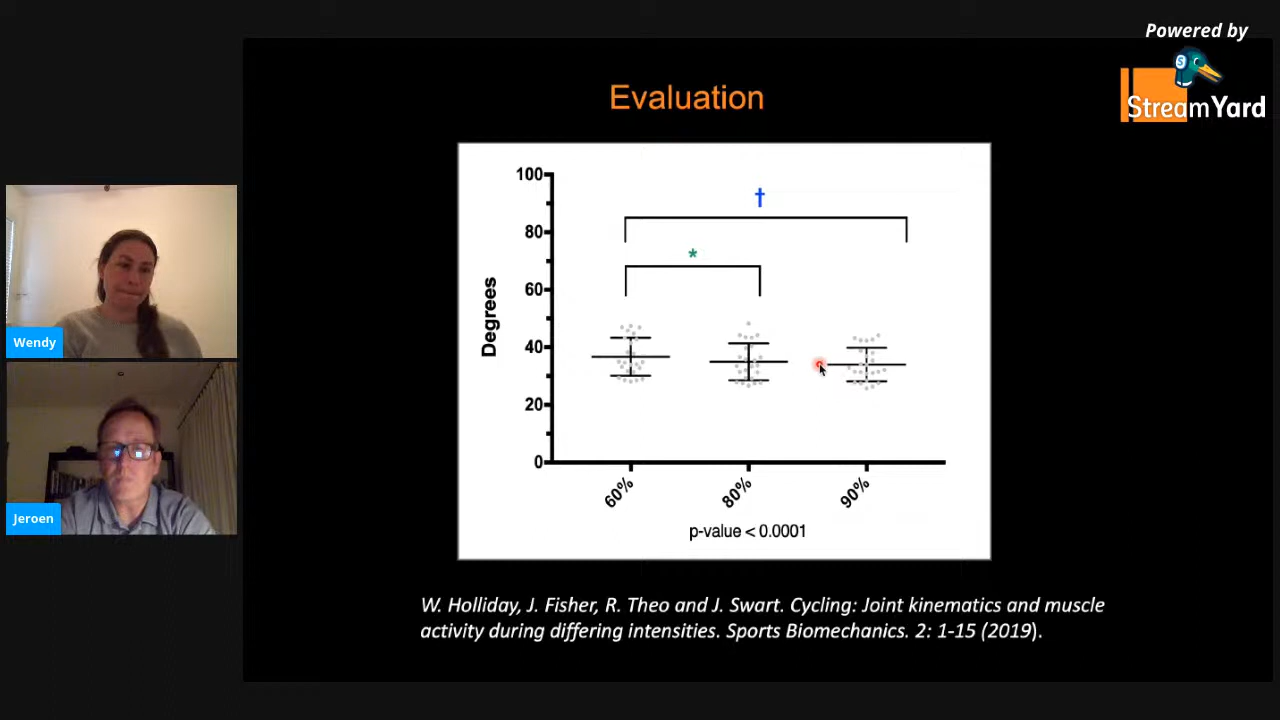 Powered by
StreamYard
Evaluation
100
80
60
40
20
0
Degrees
†
*
60%
80%
90%
p-value < 0.0001
Wendy
Jeroen
W. Holliday, J. Fisher, R. Theo and J. Swart. Cycling: Joint kinematics and muscle
activity during differing intensities. Sports Biomechanics. 2: 1-15 (2019).